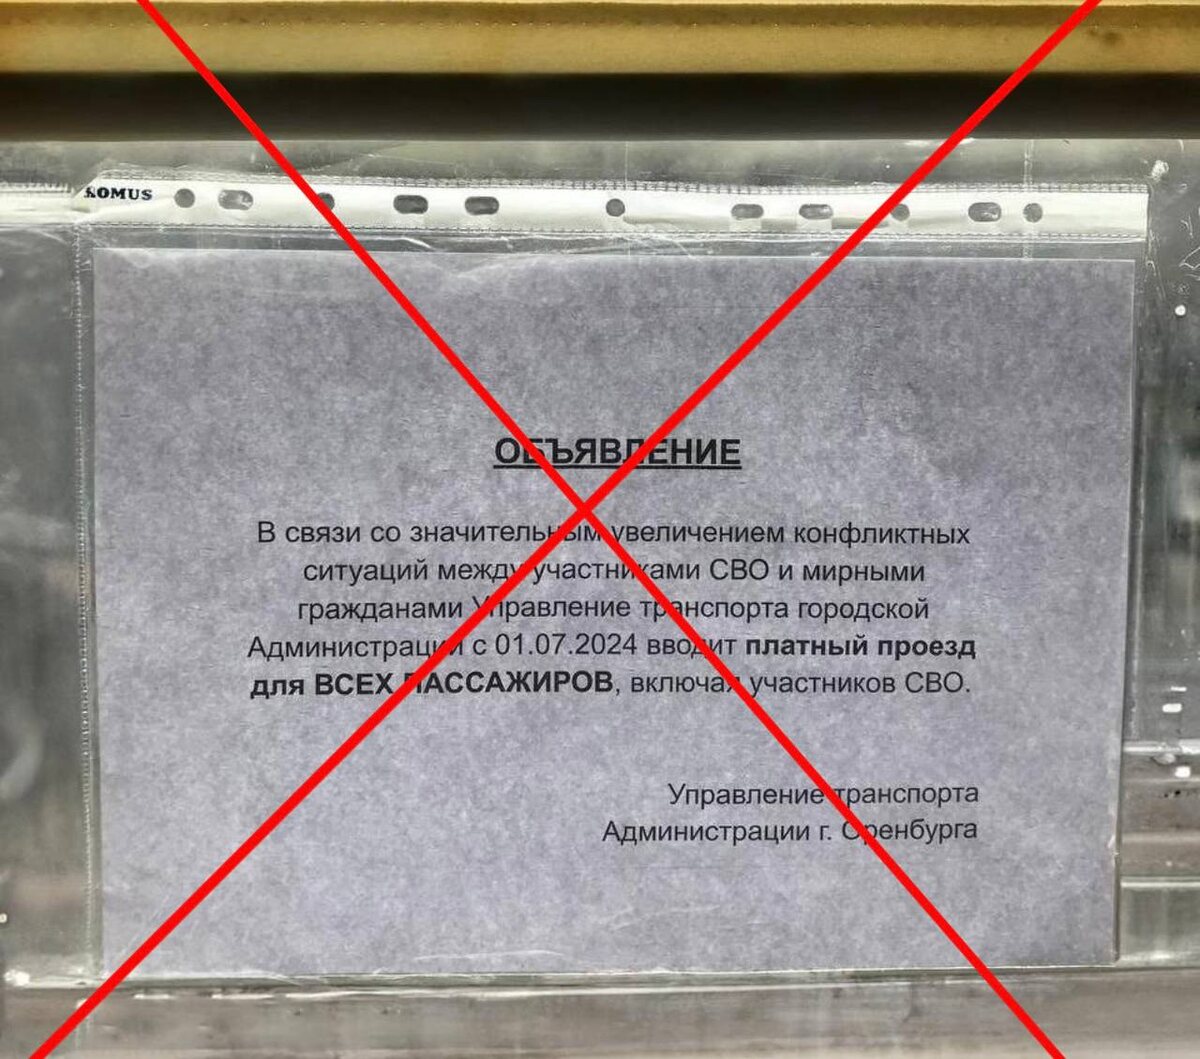 KOMUS
ОБЪЯВЛЕНИЕ
В связи со значительным увеличением конфликтных
ситуаций между участниками СВО и мирными
гражданами Управление транспорта городской
Администрации с 01.07.2024 вводит платный проезд
для ВСЕХ ПАССАЖИРОВ, включая участников СВО.
Управление транспорта
Администрации г. Оренбурга